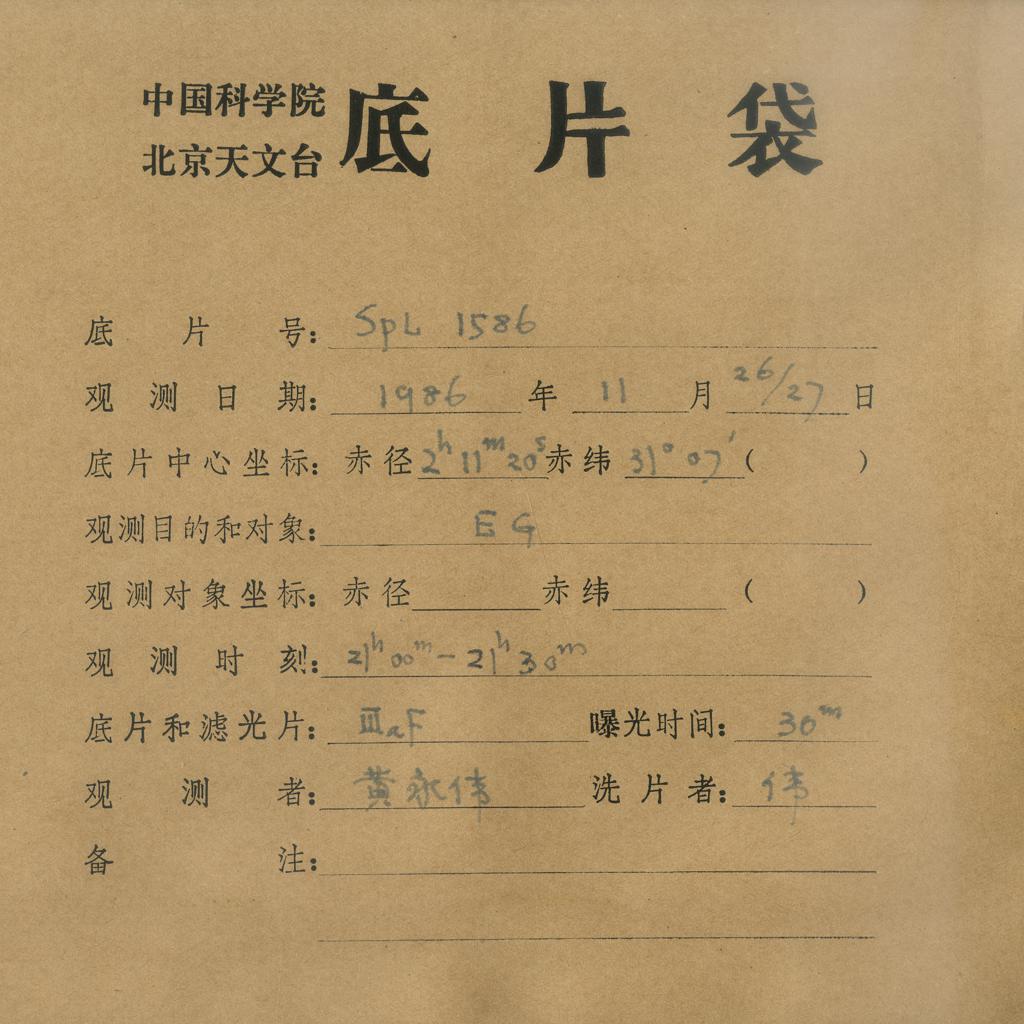 中国科学院
北京天文台
底片袋
底片号: SpL 1586
观测日期: 1986 年 11 月 26/27 日
底片中心坐标: 赤径 2h 11m 20s 赤纬 31° 07′ ( )
观测目的和对象: EG
观测对象坐标: 赤径 赤纬 ( )
观测时刻: 21h 00m - 21h 30m
底片和滤光片: ⅢaF 曝光时间: 30m
观测者: 黄永伟 洗片者: 伟
备注: